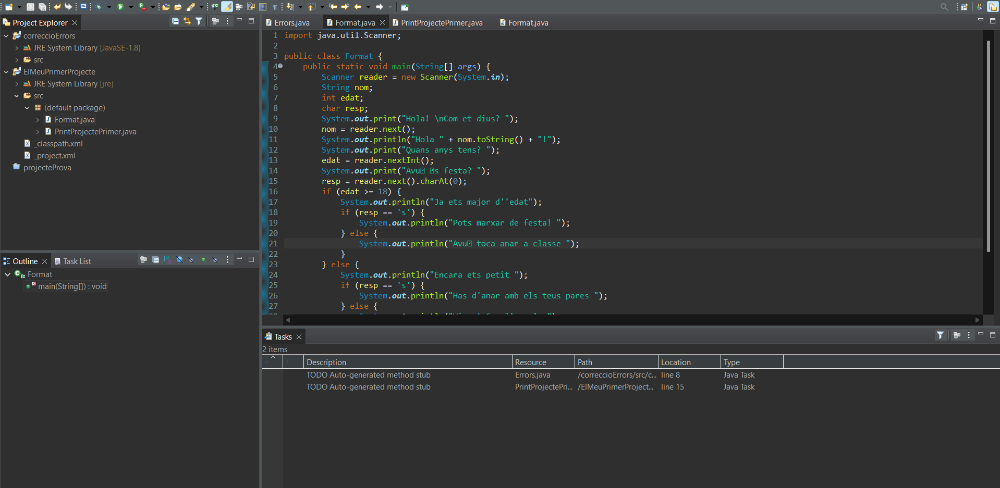 Project Explorer
correccioErrors
JRE System Library [JavaSE-1.8]
src
ElMeuPrimerProjecte
JRE System Library [jre]
src
(default package)
Format.java
PrintProjectePrimer.java
_classpath.xml
_project.xml
projecteProva
Outline Task List
Format
main(String[]) : void
Errors.java Format.java PrintProjectePrimer.java Format.java
1 import java.util.Scanner;
2
3 public class Format {
4 public static void main(String[] args) {
5 Scanner reader = new Scanner(System.in);
6 String nom;
7 int edat;
8 char resp;
9 System.out.print("Hola! \nCom et dius? ");
10 nom = reader.next();
11 System.out.println("Hola " + nom.toString() + "!");
12 System.out.print("Quans anys tens? ");
13 edat = reader.nextInt();
14 System.out.print("Avu� �s festa? ");
15 resp = reader.next().charAt(0);
16 if (edat >= 18) {
17 System.out.println("Ja ets major d''edat");
18 if (resp == 's') {
19 System.out.println("Pots marxar de festa! ");
20 } else {
21 System.out.println("Avu� toca anar a classe ");
22 }
23 } else {
24 System.out.println("Encara ets petit ");
25 if (resp == 's') {
26 System.out.println("Has d'anar amb els teus pares ");
27 } else {
Tasks
2 items
Description Resource Path Location Type
TODO Auto-generated method stub Errors.java /correccioErrors/src/c... line 8 Java Task
TODO Auto-generated method stub PrintProjectePri... /ElMeuPrimerProject... line 15 Java Task